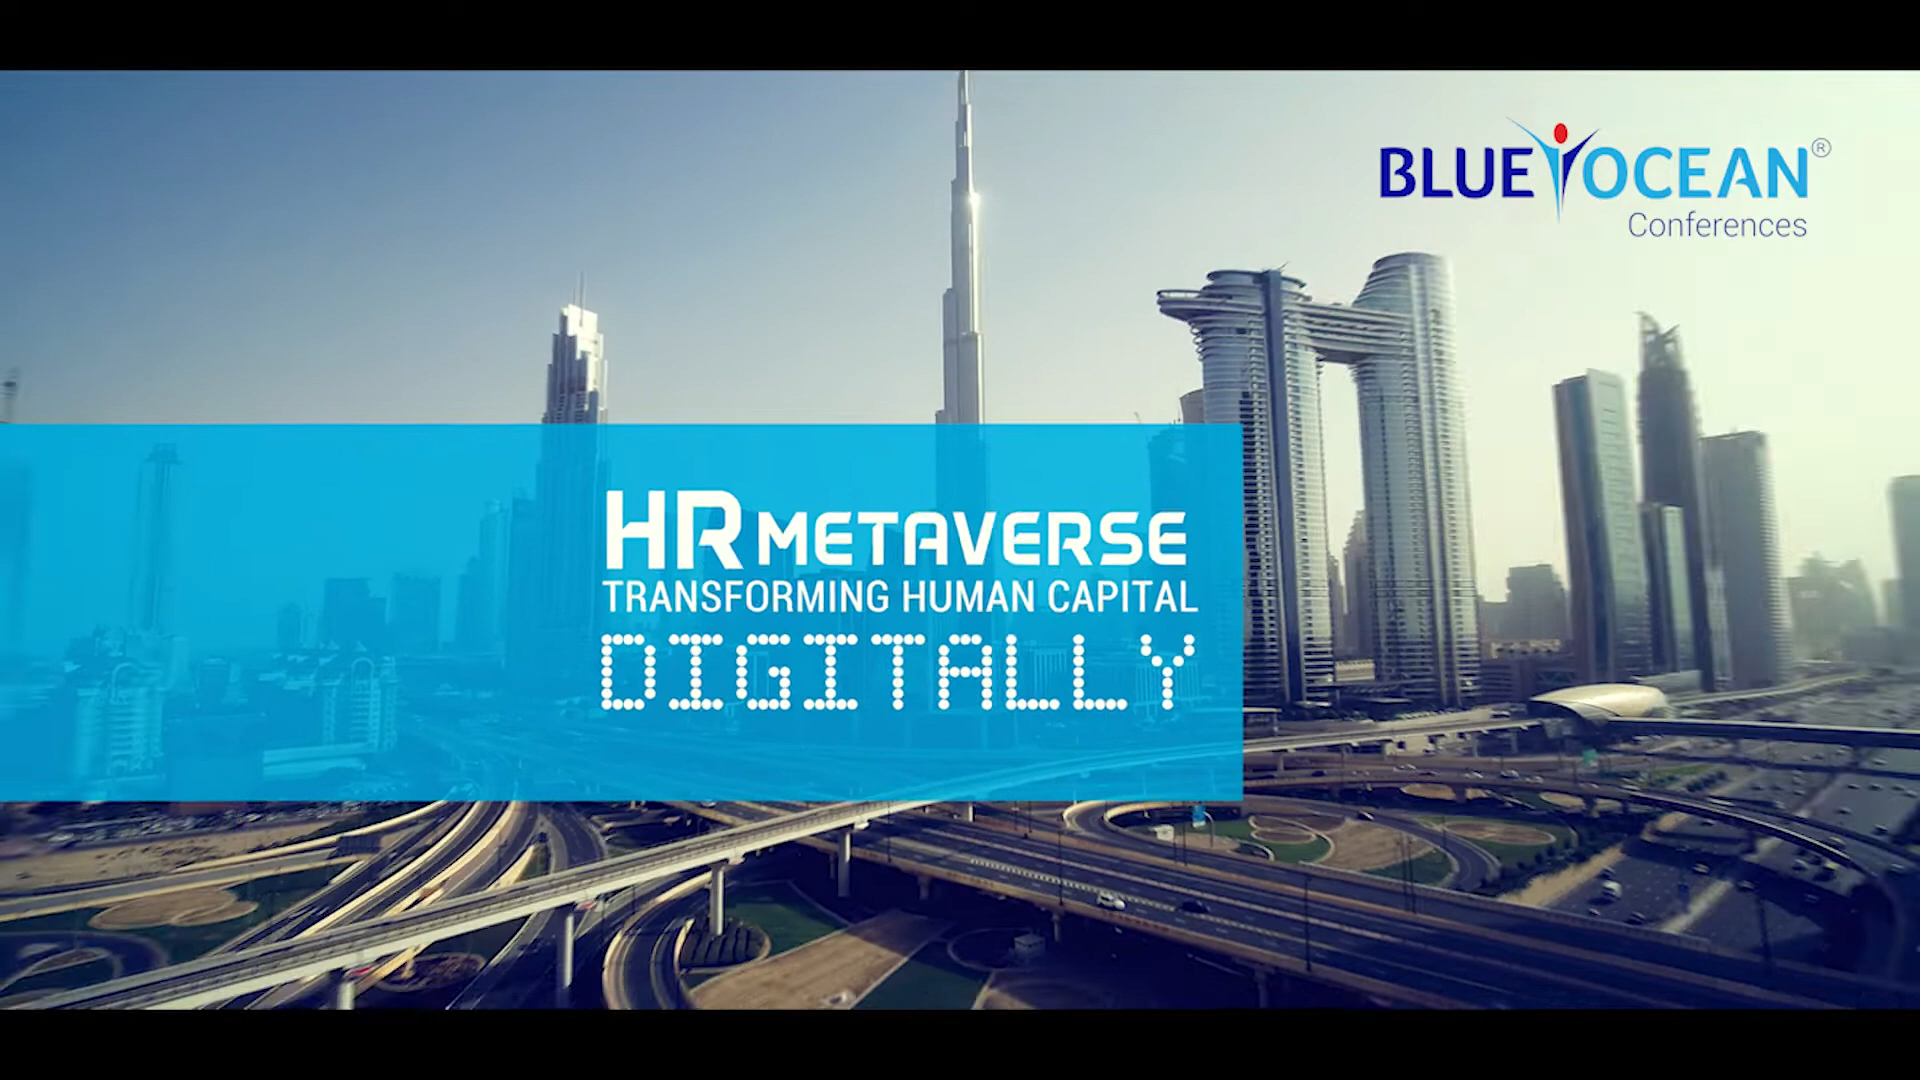 BLUE OCEAN®
Conferences
HR METAVERSE
TRANSFORMING HUMAN CAPITAL
DIGITALLY